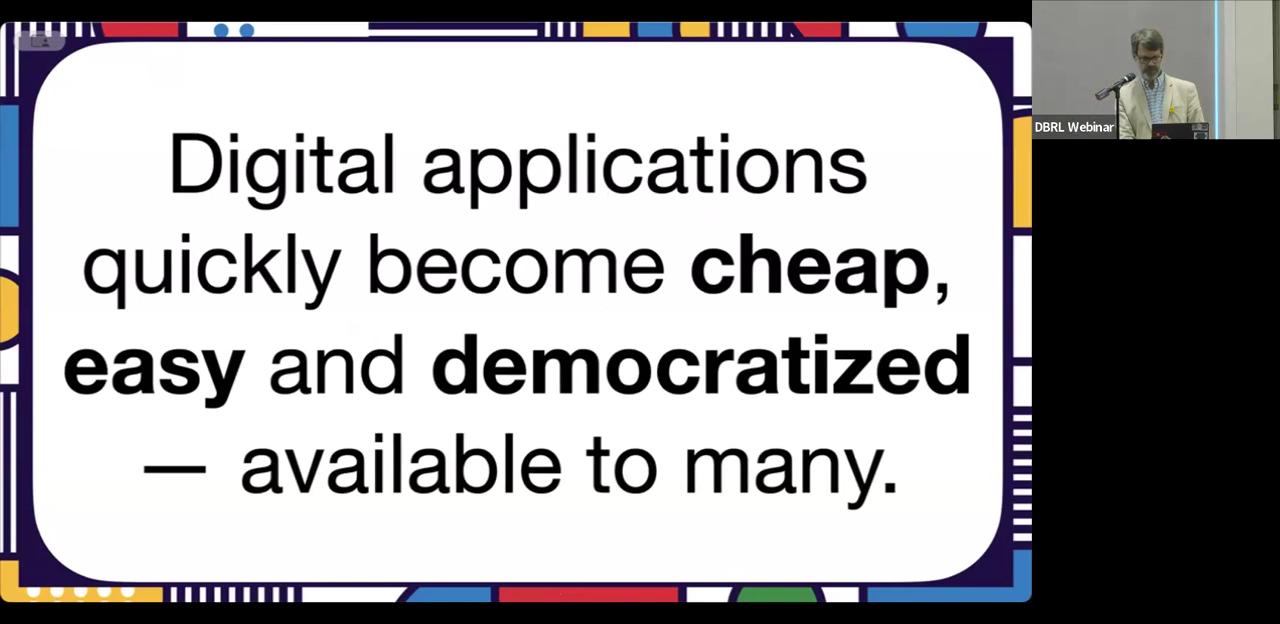 Digital applications
quickly become cheap,
easy and democratized
— available to many.
DBRL Webinar